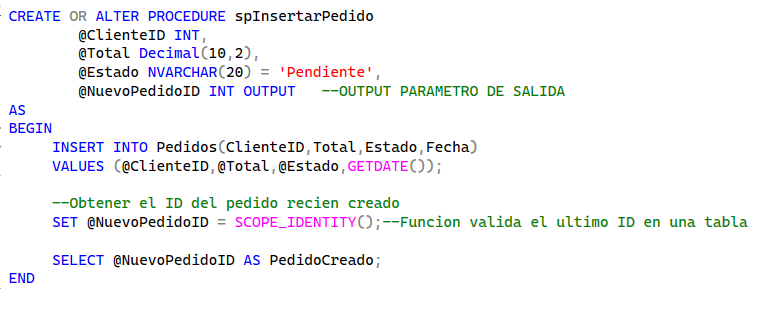 CREATE OR ALTER PROCEDURE spInsertarPedido
@ClienteID INT,
@Total Decimal(10,2),
@Estado NVARCHAR(20) = 'Pendiente',
@NuevoPedidoID INT OUTPUT --OUTPUT PARAMETRO DE SALIDA
AS
BEGIN
INSERT INTO Pedidos(ClienteID,Total,Estado,Fecha)
VALUES (@ClienteID,@Total,@Estado,GETDATE());
--Obtener el ID del pedido recien creado
SET @NuevoPedidoID = SCOPE_IDENTITY();--Funcion valida el ultimo ID en una tabla
SELECT @NuevoPedidoID AS PedidoCreado;
END